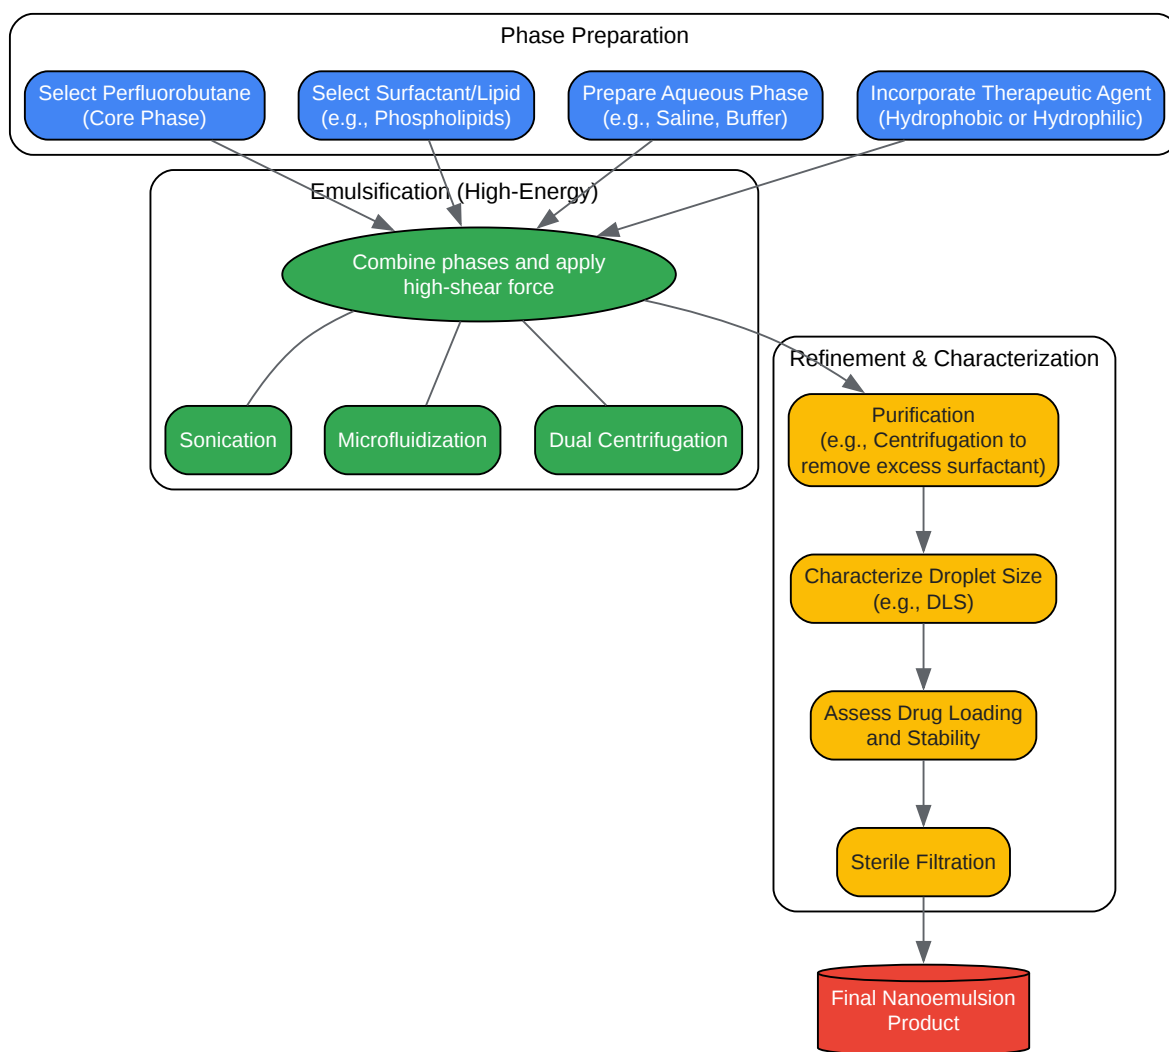 Phase Preparation
Select Perfluorobutane
(Core Phase)
Select Surfactant/Lipid
(e.g., Phospholipids)
Prepare Aqueous Phase
(e.g., Saline, Buffer)
Incorporate Therapeutic Agent
(Hydrophobic or Hydrophilic)
Emulsification (High-Energy)
Combine phases and apply
high-shear force
Sonication
Microfluidization
Dual Centrifugation
Refinement & Characterization
Purification
(e.g., Centrifugation to
remove excess surfactant)
Characterize Droplet Size
(e.g., DLS)
Assess Drug Loading
and Stability
Sterile Filtration
Final Nanoemulsion
Product